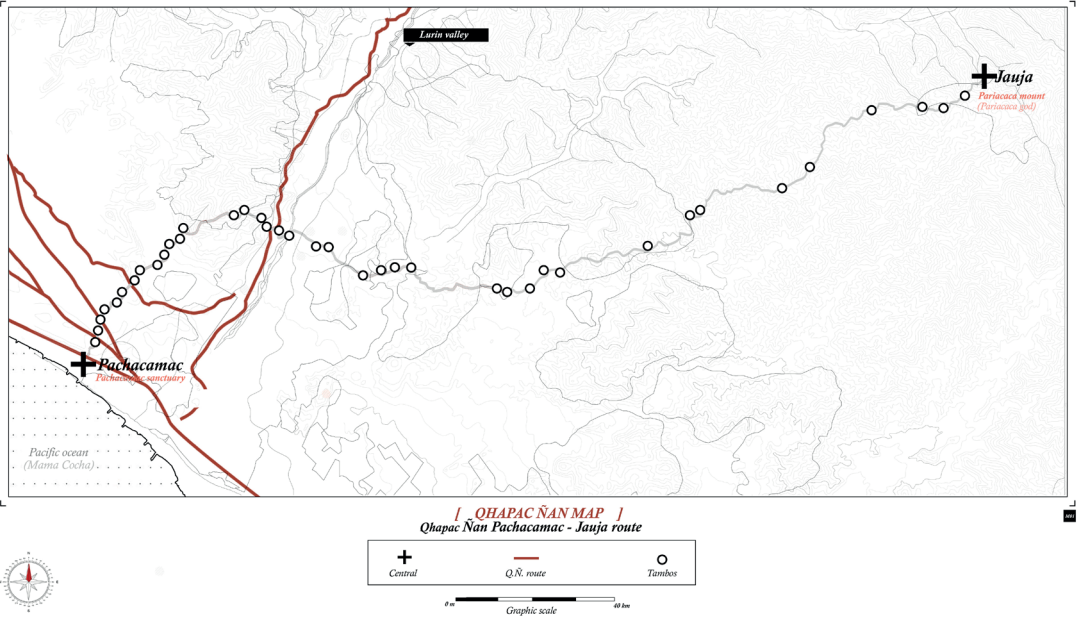 Lurin valley
Jauja
Pariacaca mount
(Pariacaca god)
Pachacamac
Pachacamac sanctuary
Pacific ocean
(Mama Cocha)
[ QHAPAC ÑAN MAP ]
Qhapac Ñan Pachacamac - Jauja route
Central
Q.Ñ. route
Tambos
0 m
40 km
Graphic scale